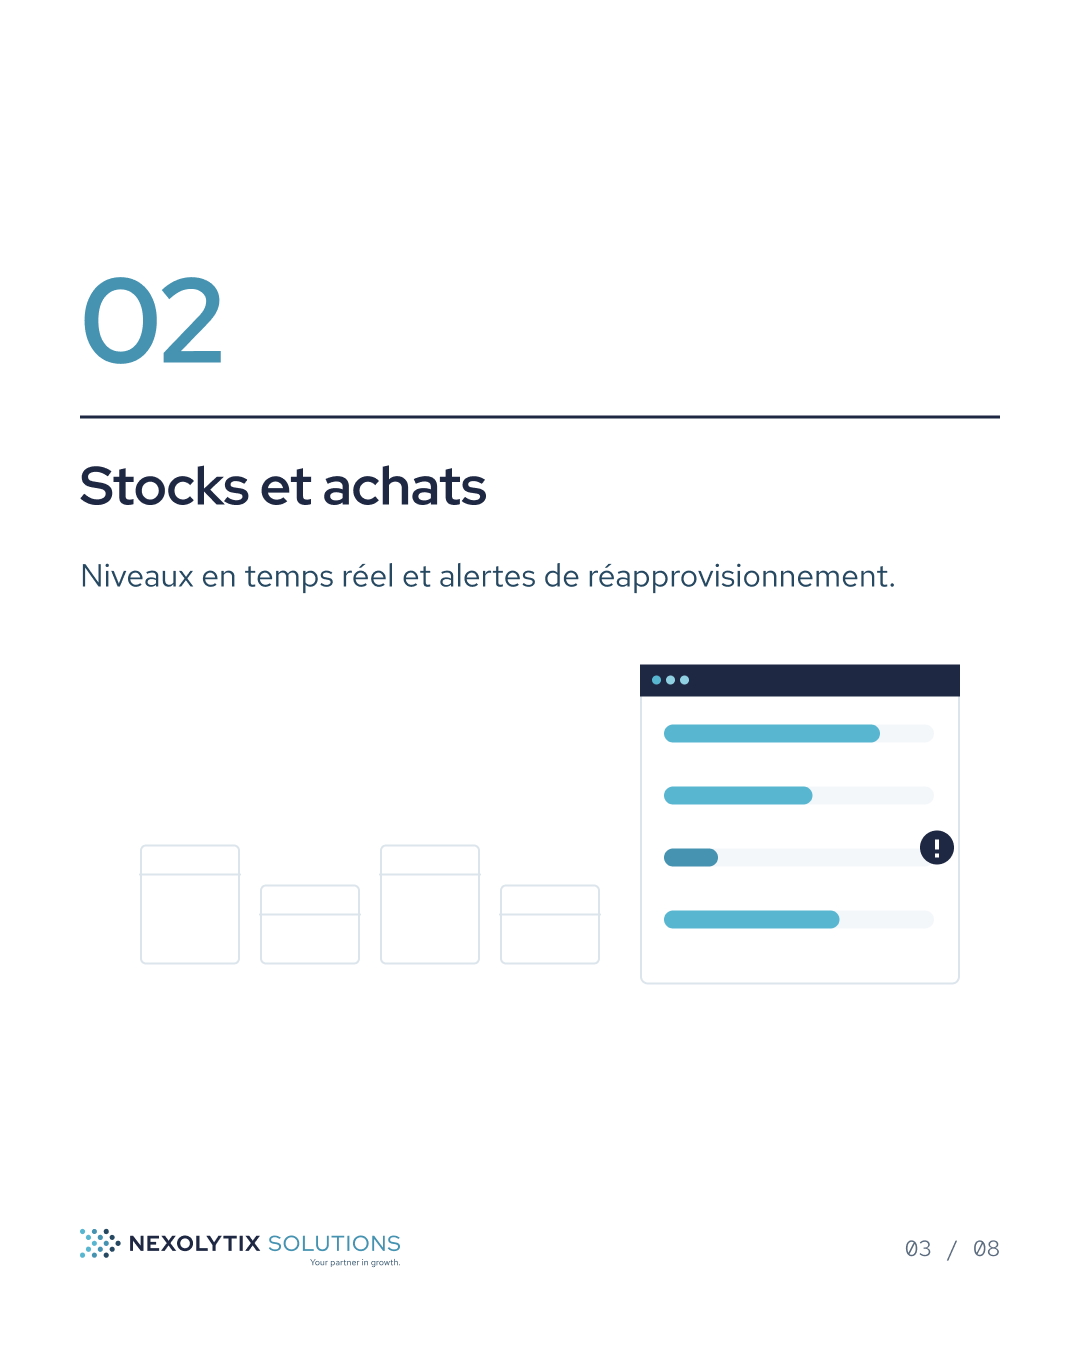 02
Stocks et achats
Niveaux en temps réel et alertes de réapprovisionnement.
!
NEXOLYTIX SOLUTIONS
Your partner in growth.
03 / 08